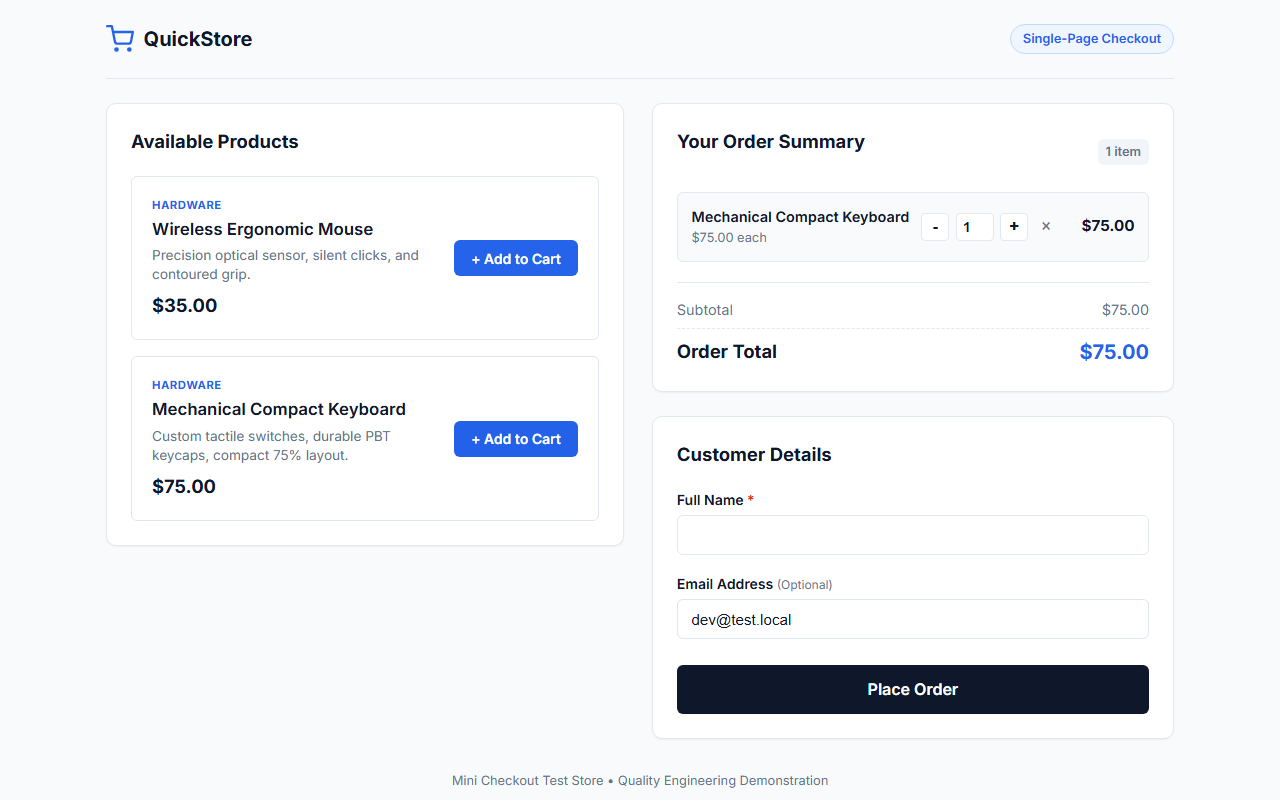 QuickStore
Single-Page Checkout
Available Products
HARDWARE
Wireless Ergonomic Mouse
Precision optical sensor, silent clicks, and
contoured grip.
$35.00
+ Add to Cart
HARDWARE
Mechanical Compact Keyboard
Custom tactile switches, durable PBT
keycaps, compact 75% layout.
$75.00
+ Add to Cart
Your Order Summary
1 item
Mechanical Compact Keyboard
$75.00 each
- 1 + × $75.00
Subtotal $75.00
Order Total $75.00
Customer Details
Full Name *
Email Address (Optional)
dev@test.local
Place Order
Mini Checkout Test Store • Quality Engineering Demonstration